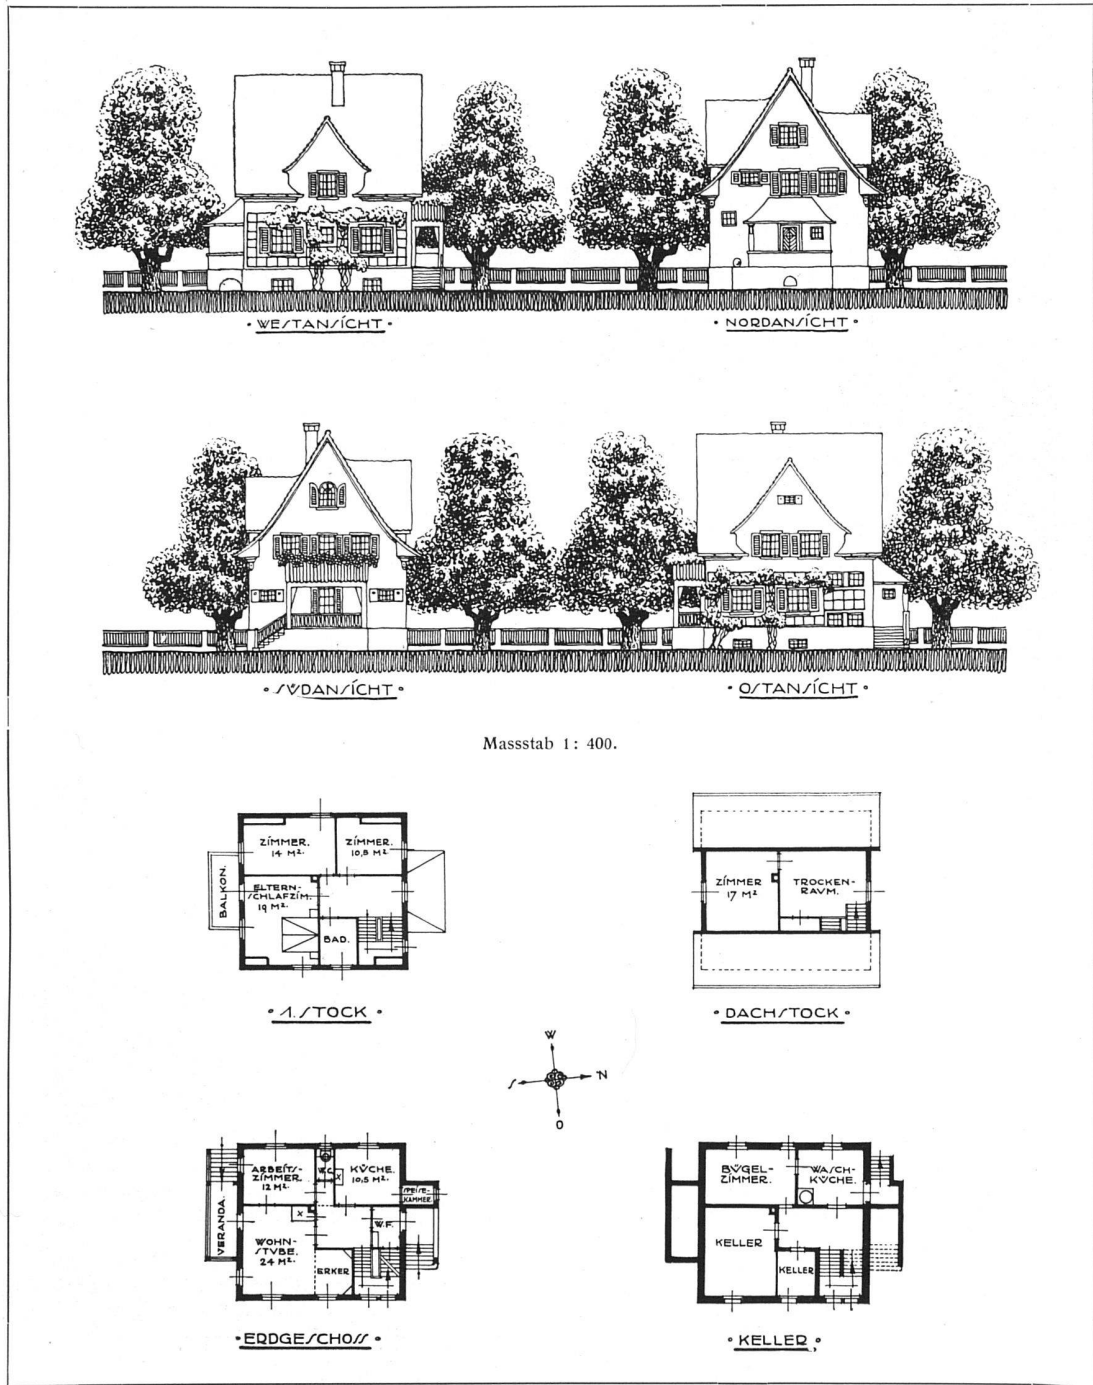 · WESTANSICHT ·
· NORDANSICHT ·
· SÜDANSICHT ·
· OSTANSICHT ·
Massstab 1: 400.
ZIMMER.
14 M².
ZIMMER.
10,8 M².
BALKON.
ELTERN-
SCHLAFZIM.
19 M².
BAD.
· 1. STOCK ·
ZIMMER
17 M²
TROCKEN-
RAUM.
· DACHSTOCK ·
W
S
N
O
ARBEITS-
ZIMMER.
12 M².
W.C.
KÜCHE.
10,5 M².
SPEISE-
KAMMER.
VERANDA.
X
X
WOHN-
STUBE.
24 M².
W.F.
ERKER
· ERDGESCHOSS ·
BÜGEL-
ZIMMER.
WASCH-
KÜCHE.
KELLER
KELLER
· KELLER ·